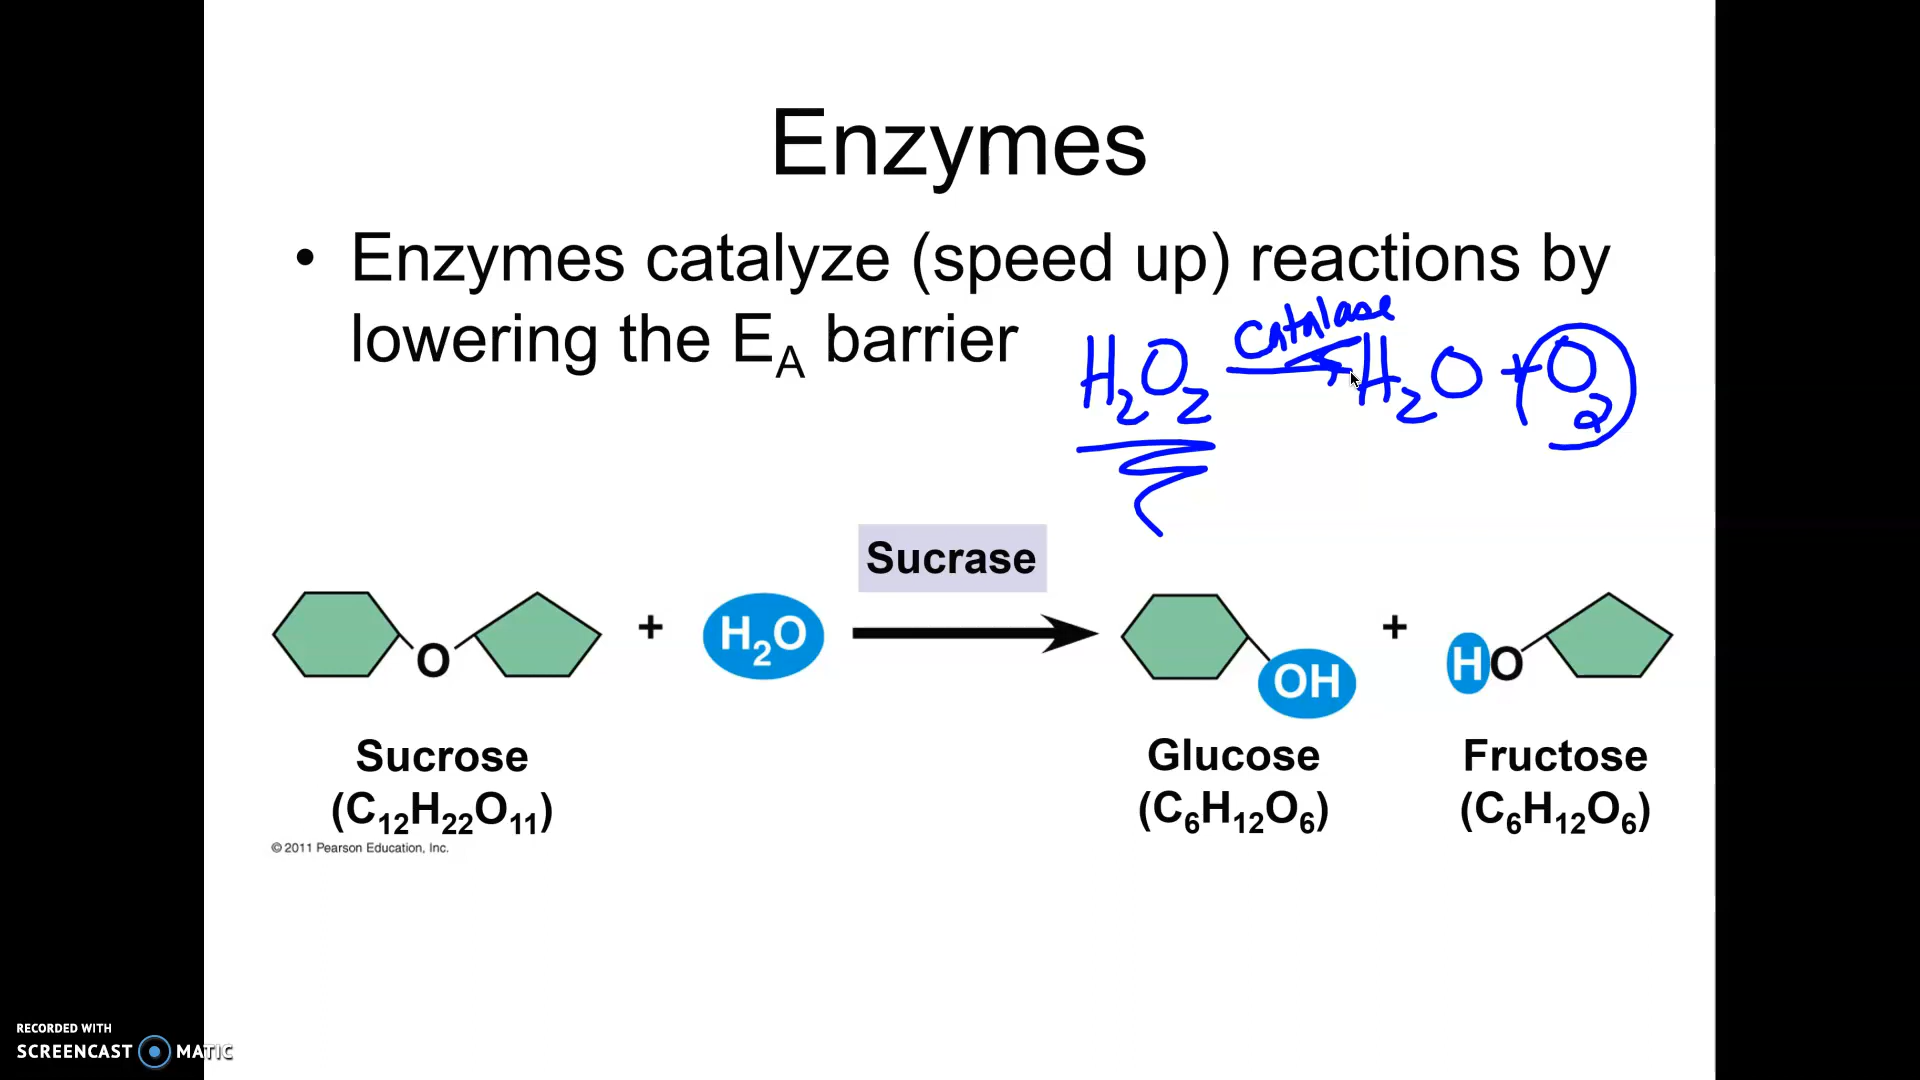 Enzymes
• Enzymes catalyze (speed up) reactions by
lowering the E_A barrier
catalase
H₂O₂ → H₂O + O₂
Sucrase
O + H₂O → OH + HO
Sucrose Glucose Fructose
(C₁₂H₂₂O₁₁) (C₆H₁₂O₆) (C₆H₁₂O₆)
© 2011 Pearson Education, Inc.
RECORDED WITH
SCREENCAST MATIC